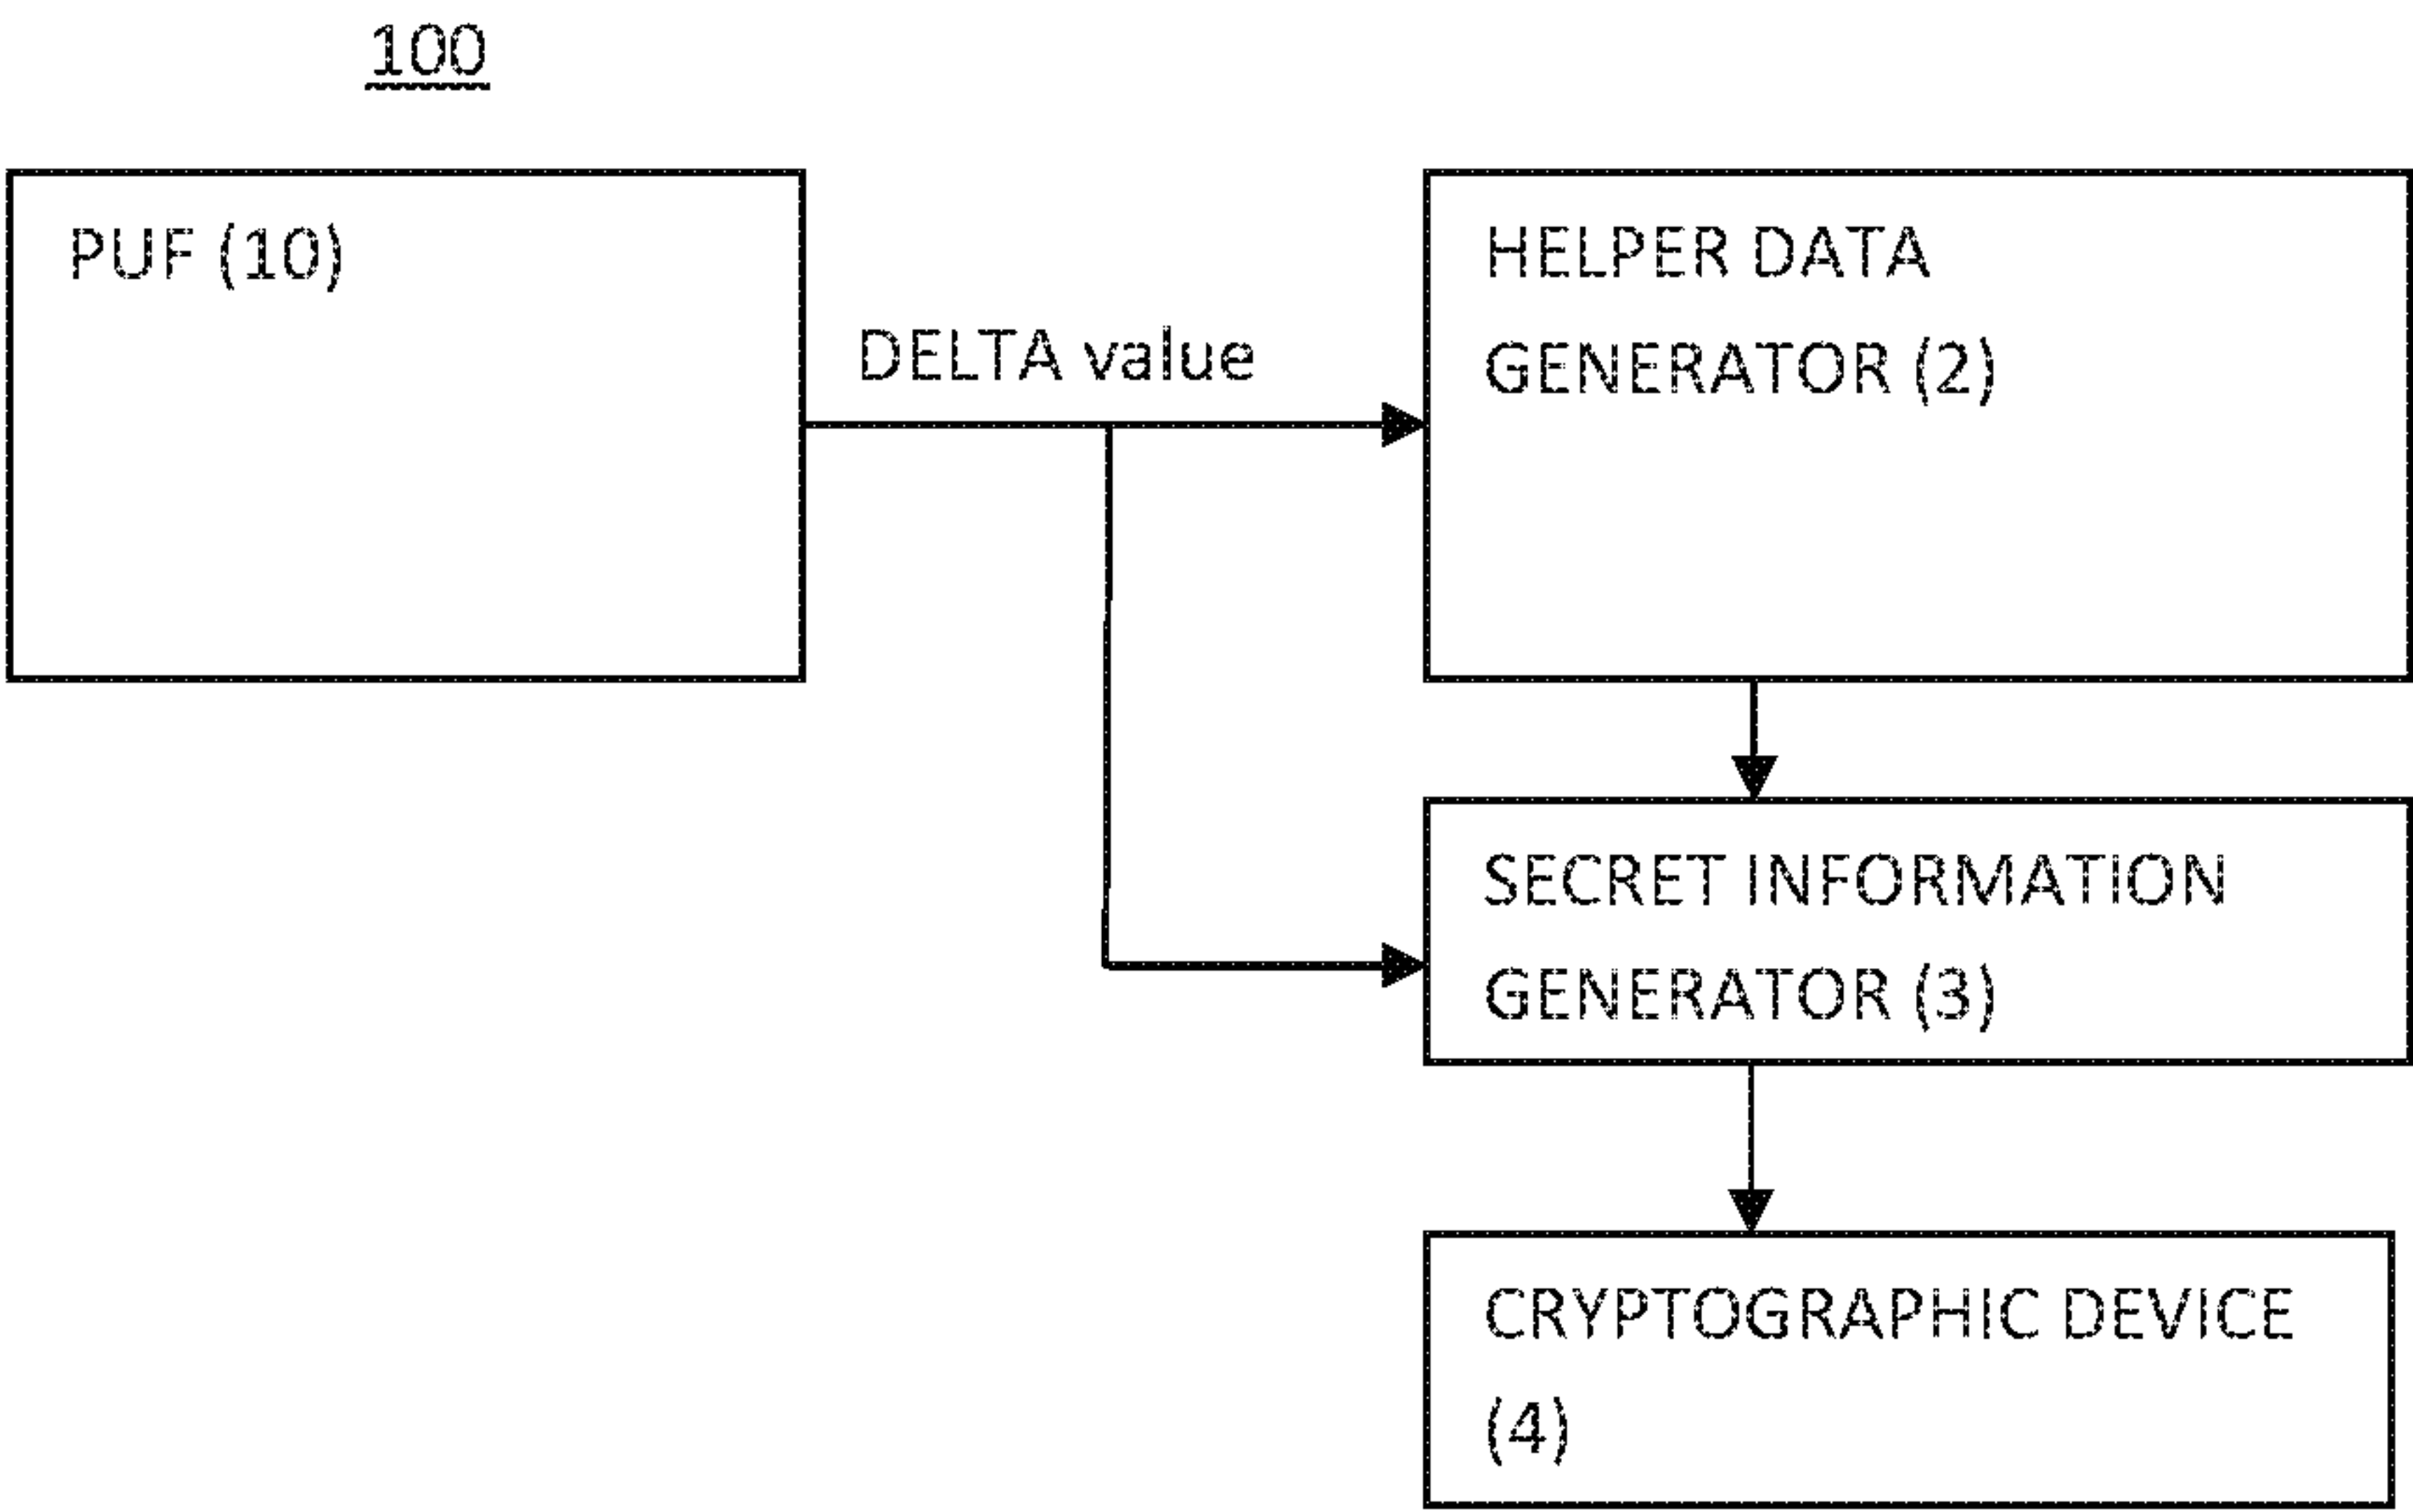 100
PUF (10)
DELTA value
HELPER DATA
GENERATOR (2)
SECRET INFORMATION
GENERATOR (3)
CRYPTOGRAPHIC DEVICE
(4)